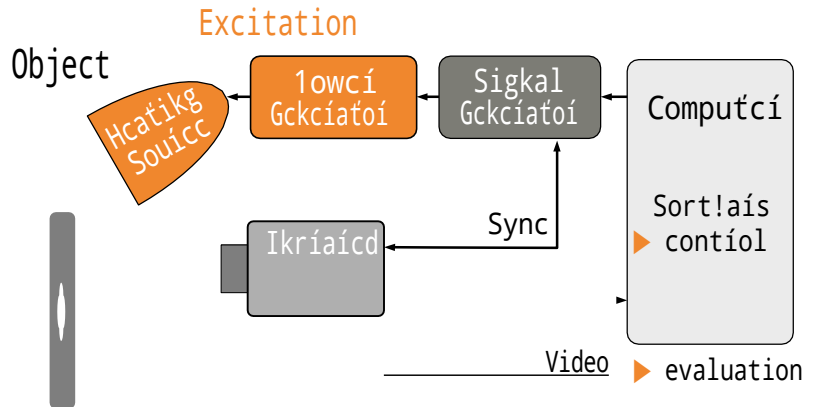 Excitation
Object
1owcí
Gckcíaťoí
Sigkal
Gckcíaťoí
Compuťcí
Hcaťikg
Souícc
Sort!aís
contíol
Sync
Ikríaícd
Video
evaluation